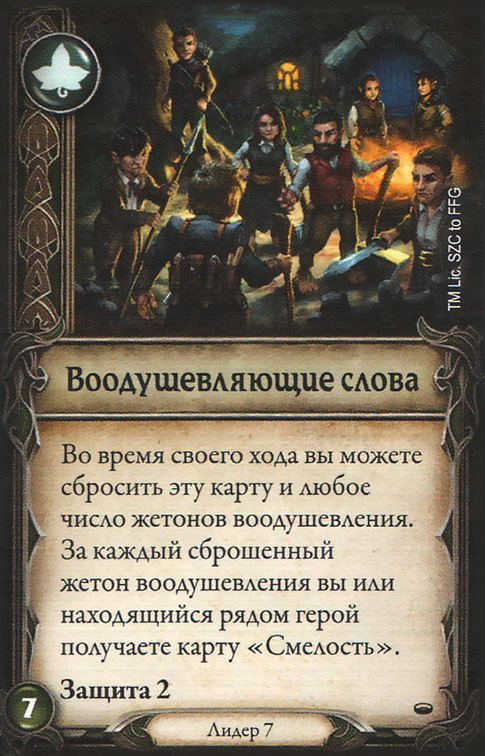 TM Lic. SZC to FFG
Воодушевляющие слова
Во время своего хода вы можете
сбросить эту карту и любое
число жетонов воодушевления.
За каждый сброшенный
жетон воодушевления вы или
находящийся рядом герой
получаете карту «Смелость».
Защита 2
7
Лидер 7